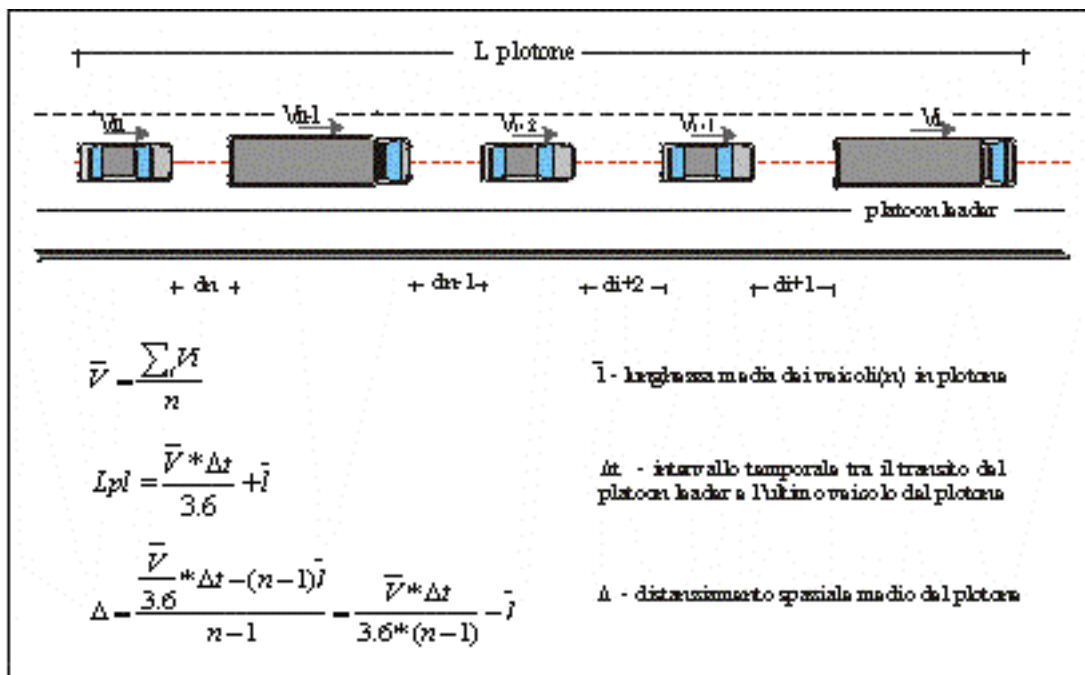 L plotone
Vn Vn-1 Vi+2 Vi+1 Vi
platoon leader
dn dn-1 di+2 di+1
V̅ = ∑ᵢVi / n
l̅ - lunghezza media dei veicoli(n) in plotone
Lpl = V̅ * Δt / 3.6 + l̅
Δt - intervallo temporale tra il transito del
platoon leader e l'ultimo veicolo del plotone
Δ = (V̅ / 3.6 * Δt - (n-1) l̅) / (n-1) = V̅ * Δt / (3.6*(n-1)) - l̅
Δ - distanziamento spaziale medio del plotone